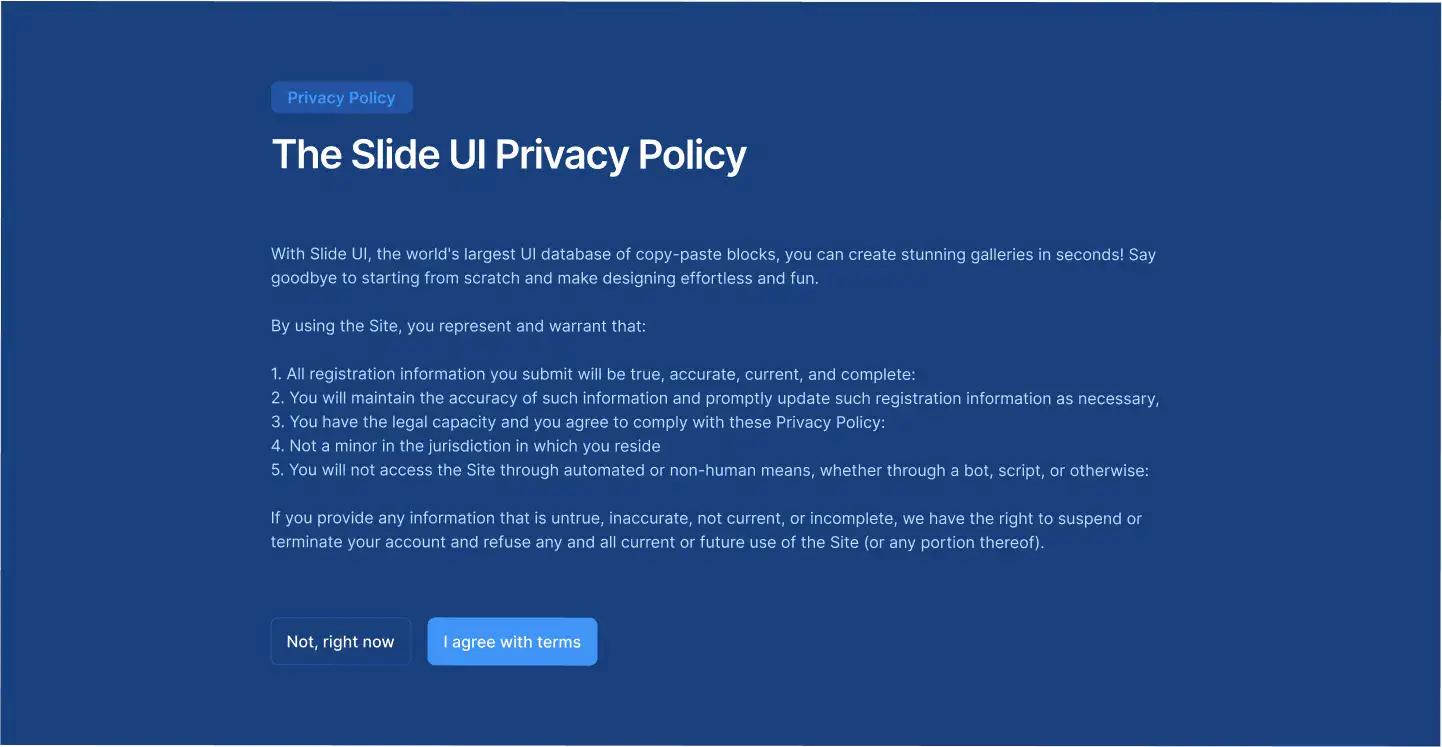 Privacy Policy
The Slide UI Privacy Policy
With Slide UI, the world's largest UI database of copy-paste blocks, you can create stunning galleries in seconds! Say
goodbye to starting from scratch and make designing effortless and fun.
By using the Site, you represent and warrant that:
1. All registration information you submit will be true, accurate, current, and complete:
2. You will maintain the accuracy of such information and promptly update such registration information as necessary,
3. You have the legal capacity and you agree to comply with these Privacy Policy:
4. Not a minor in the jurisdiction in which you reside
5. You will not access the Site through automated or non-human means, whether through a bot, script, or otherwise:
If you provide any information that is untrue, inaccurate, not current, or incomplete, we have the right to suspend or
terminate your account and refuse any and all current or future use of the Site (or any portion thereof).
Not, right now
I agree with terms